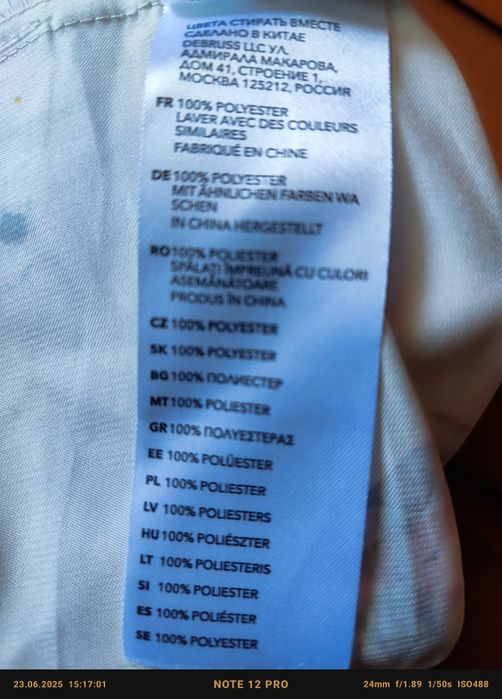 ЦВЕТА СТИРАТЬ ВМЕСТЕ
СДЕЛАНО В КИТАЕ
DEBRUSS LLC УЛ.
АДМИРАЛА МАКАРОВА,
ДОМ 41, СТРОЕНИЕ 1,
МОСКВА 125212, РОССИЯ
FR 100% POLYESTER
LAVER AVEC DES COULEURS
SIMILAIRES
FABRIQUÉ EN CHINE
DE 100% POLYESTER
MIT ÄHNLICHEN FARBEN WA
SCHEN
IN CHINA HERGESTELLT
RO 100% POLIESTER
SPĂLAȚI ÎMPREUNĂ CU CULORI
ASEMĂNĂTOARE
PRODUS ÎN CHINA
CZ 100% POLYESTER
SK 100% POLYESTER
BG 100% ПОЛИЕСТЕР
MT 100% POLIESTER
GR 100% ΠΟΛΥΕΣΤΕΡΑΣ
EE 100% POLÜESTER
PL 100% POLIESTER
LV 100% POLIESTERS
HU 100% POLIÉSZTER
LT 100% POLIESTERIS
SI 100% POLIESTER
ES 100% POLIÉSTER
SE 100% POLYESTER
23.06.2025 15:17:01 NOTE 12 PRO 24mm f/1.89 1/50s ISO488